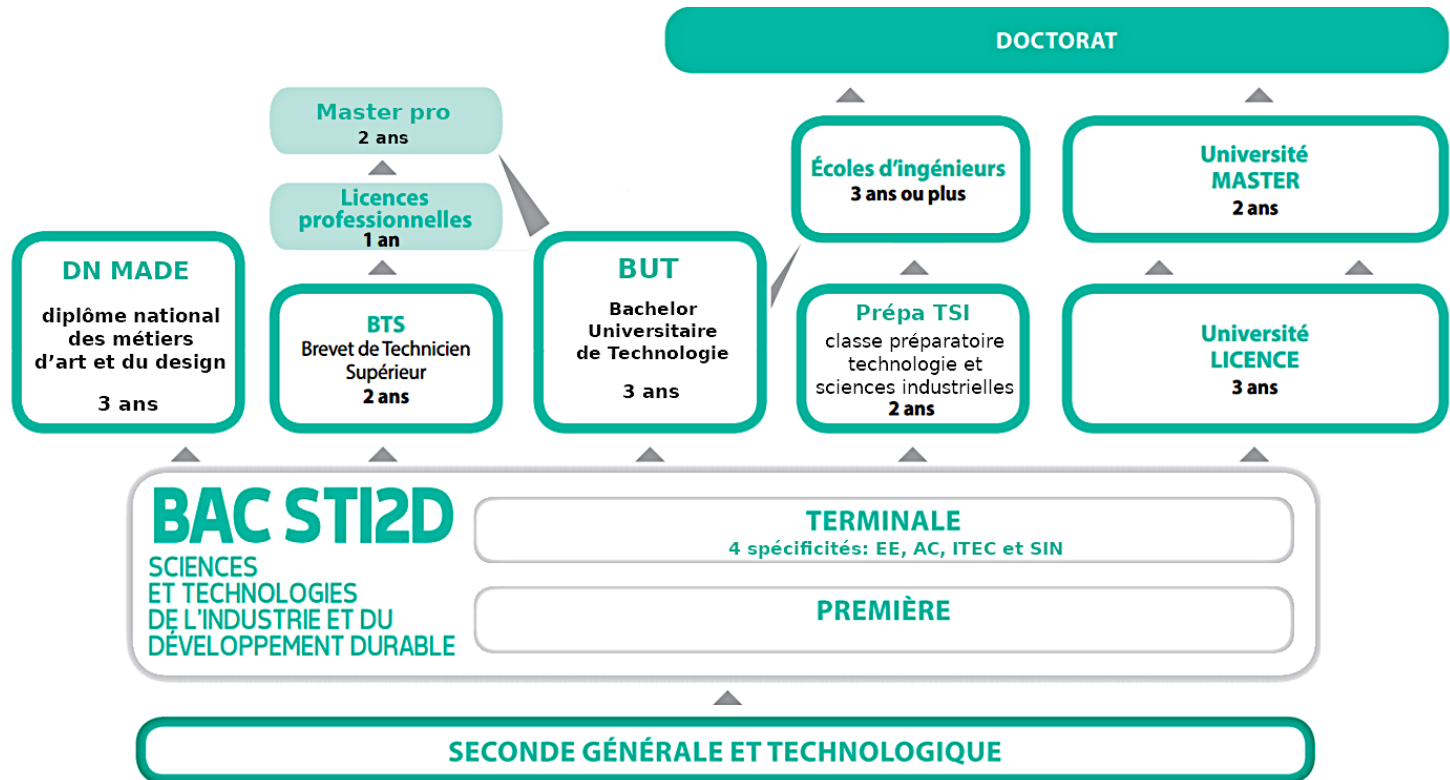 DOCTORAT
Master pro
2 ans
Licences
professionnelles
1 an
Écoles d'ingénieurs
3 ans ou plus
Université
MASTER
2 ans
DN MADE
diplôme national
des métiers
d'art et du design
3 ans
BTS
Brevet de Technicien
Supérieur
2 ans
BUT
Bachelor
Universitaire
de Technologie
3 ans
Prépa TSI
classe préparatoire
technologie et
sciences industrielles
2 ans
Université
LICENCE
3 ans
BAC STI2D
SCIENCES
ET TECHNOLOGIES
DE L'INDUSTRIE ET DU
DÉVELOPPEMENT DURABLE
TERMINALE
4 spécificités: EE, AC, ITEC et SIN
PREMIÈRE
SECONDE GÉNÉRALE ET TECHNOLOGIQUE